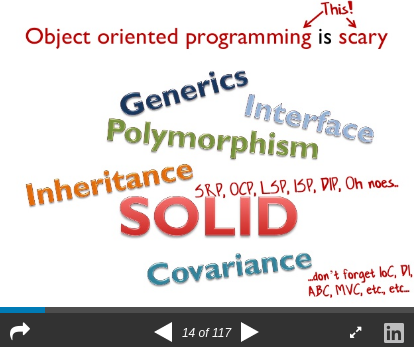 This!
Object oriented programming is scary
Generics
Interface
Polymorphism
Inheritance
SRP, OCP, LSP, ISP, DIP, Oh noes..
SOLID
Covariance
...don't forget IoC, DI,
ABC, MVC, etc, etc...
14 of 117
in